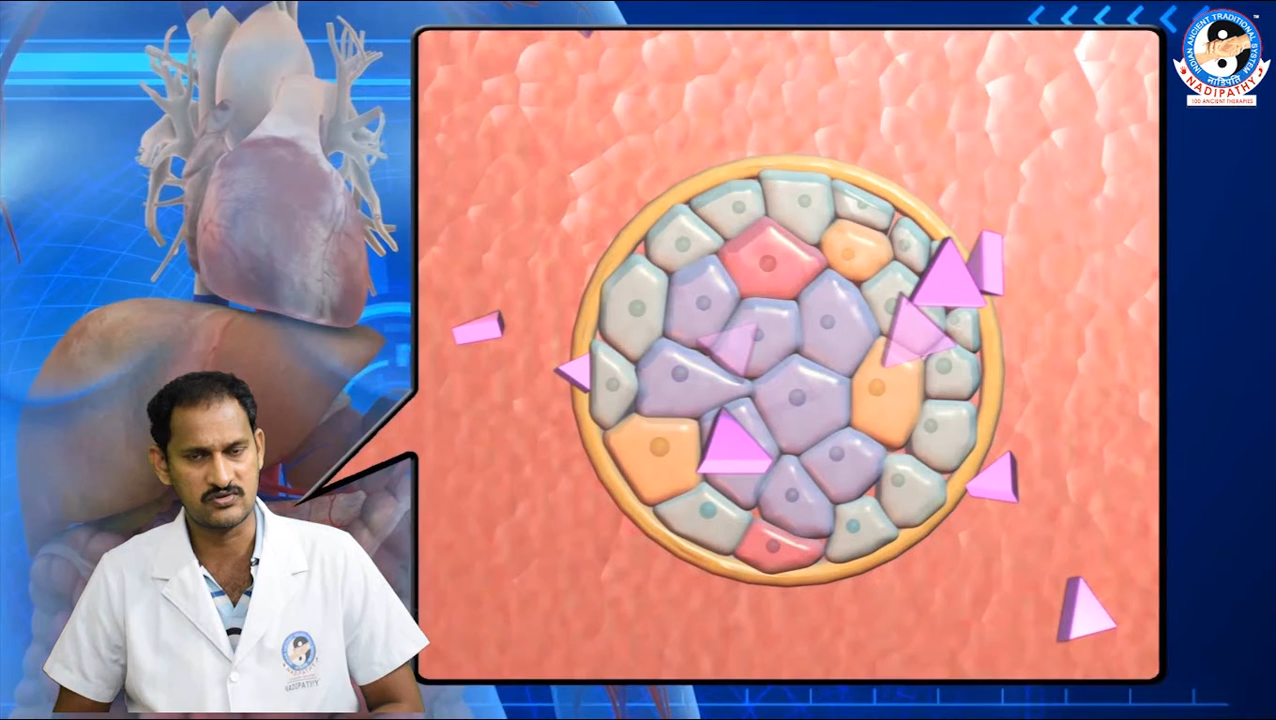 INDIAN ANCIENT TRADITIONAL SYSTEM
नाडिपति
NADIPATHY
100 ANCIENT THERAPIES
NADIPATHY